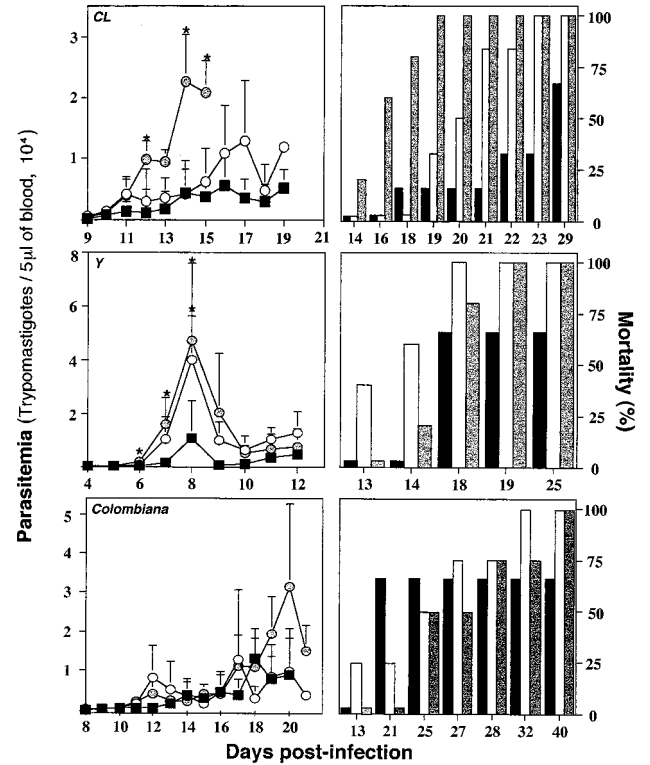 CL
3
2
1
9 11 13 15 17 19 21
* * *
100
75
50
25
0
14 16 18 19 20 21 22 23 29
Y
8
6
4
2
4 6 8 10 12
* * * *
100
75
50
25
0
13 14 18 19 25
Colombiana
5
4
3
2
1
8 10 12 14 16 18 20
100
75
50
25
0
13 21 25 27 28 32 40
Parasitemia (Trypomastigotes / 5μl of blood, 10⁴)
Mortality (%)
Days post-infection